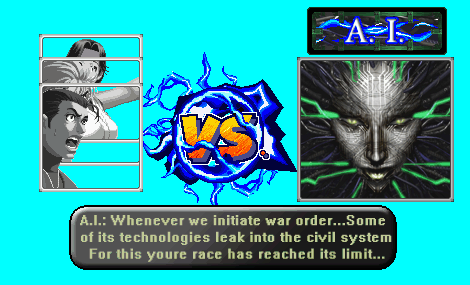 A. I.
VS.
A.I.: Whenever we initiate war order...Some
of its technologies leak into the civil system
For this youre race has reached its limit...